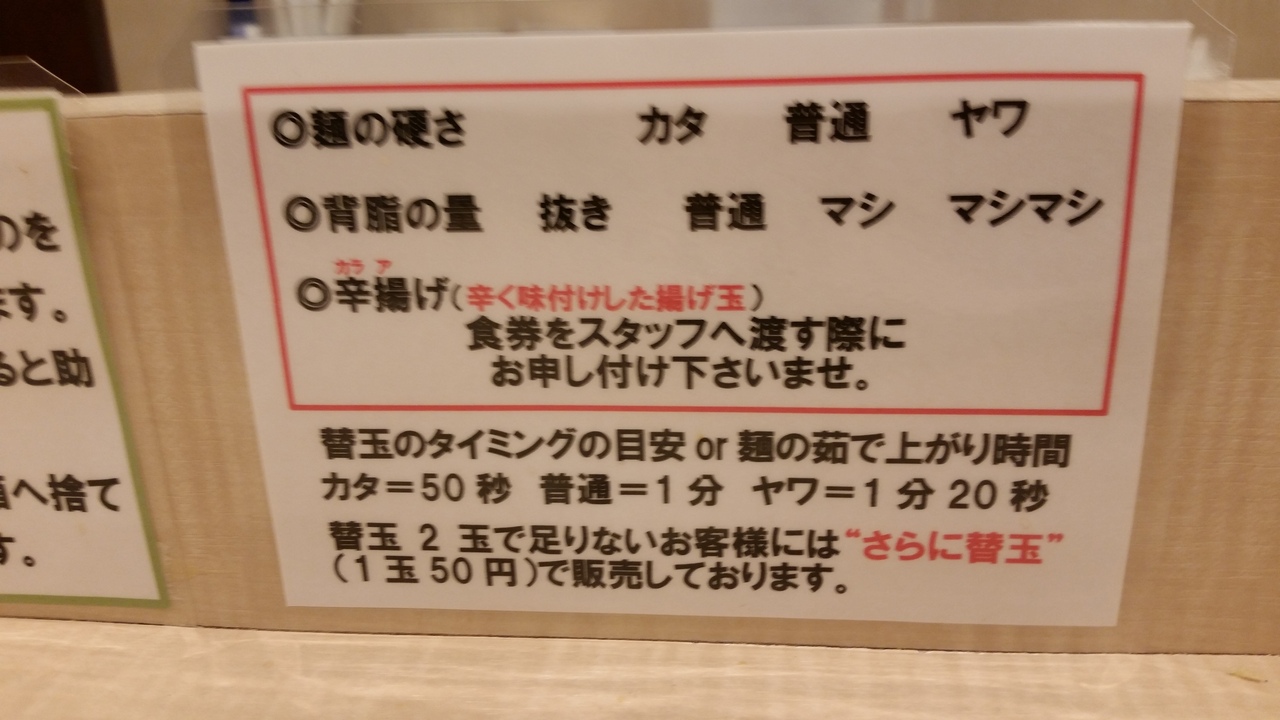 ◎麺の硬さ カタ 普通 ヤワ
◎背脂の量 抜き 普通 マシ マシマシ
カラ ア
◎辛揚げ(辛く味付けした揚げ玉)
食券をスタッフへ渡す際に
お申し付け下さいませ。
替玉のタイミングの目安 or 麺の茹で上がり時間
カタ=50 秒 普通=1 分 ヤワ=1 分 20 秒
替玉 2 玉で足りないお客様には“さらに替玉”
(1 玉 50 円)で販売しております。
のを
ます。
ると助
へ捨て
す。